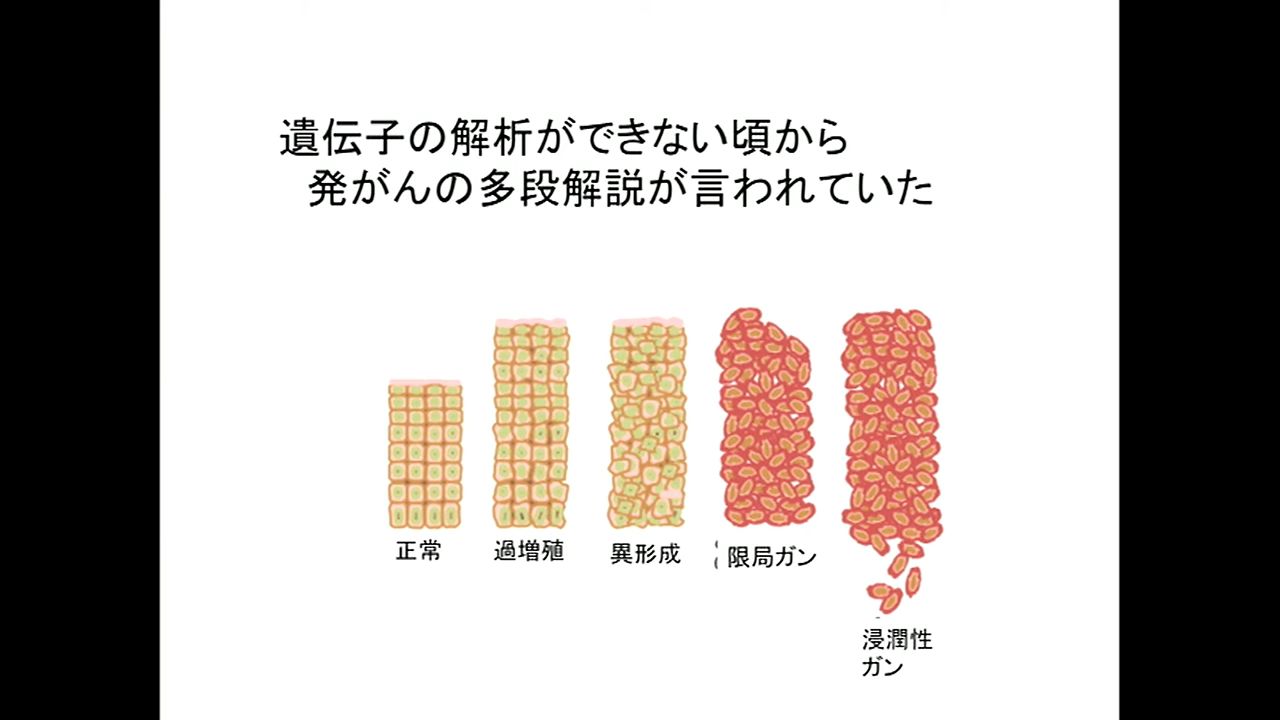 遺伝子の解析ができない頃から
発がんの多段解説が言われていた
正常
過増殖
異形成
限局ガン
浸潤性
ガン